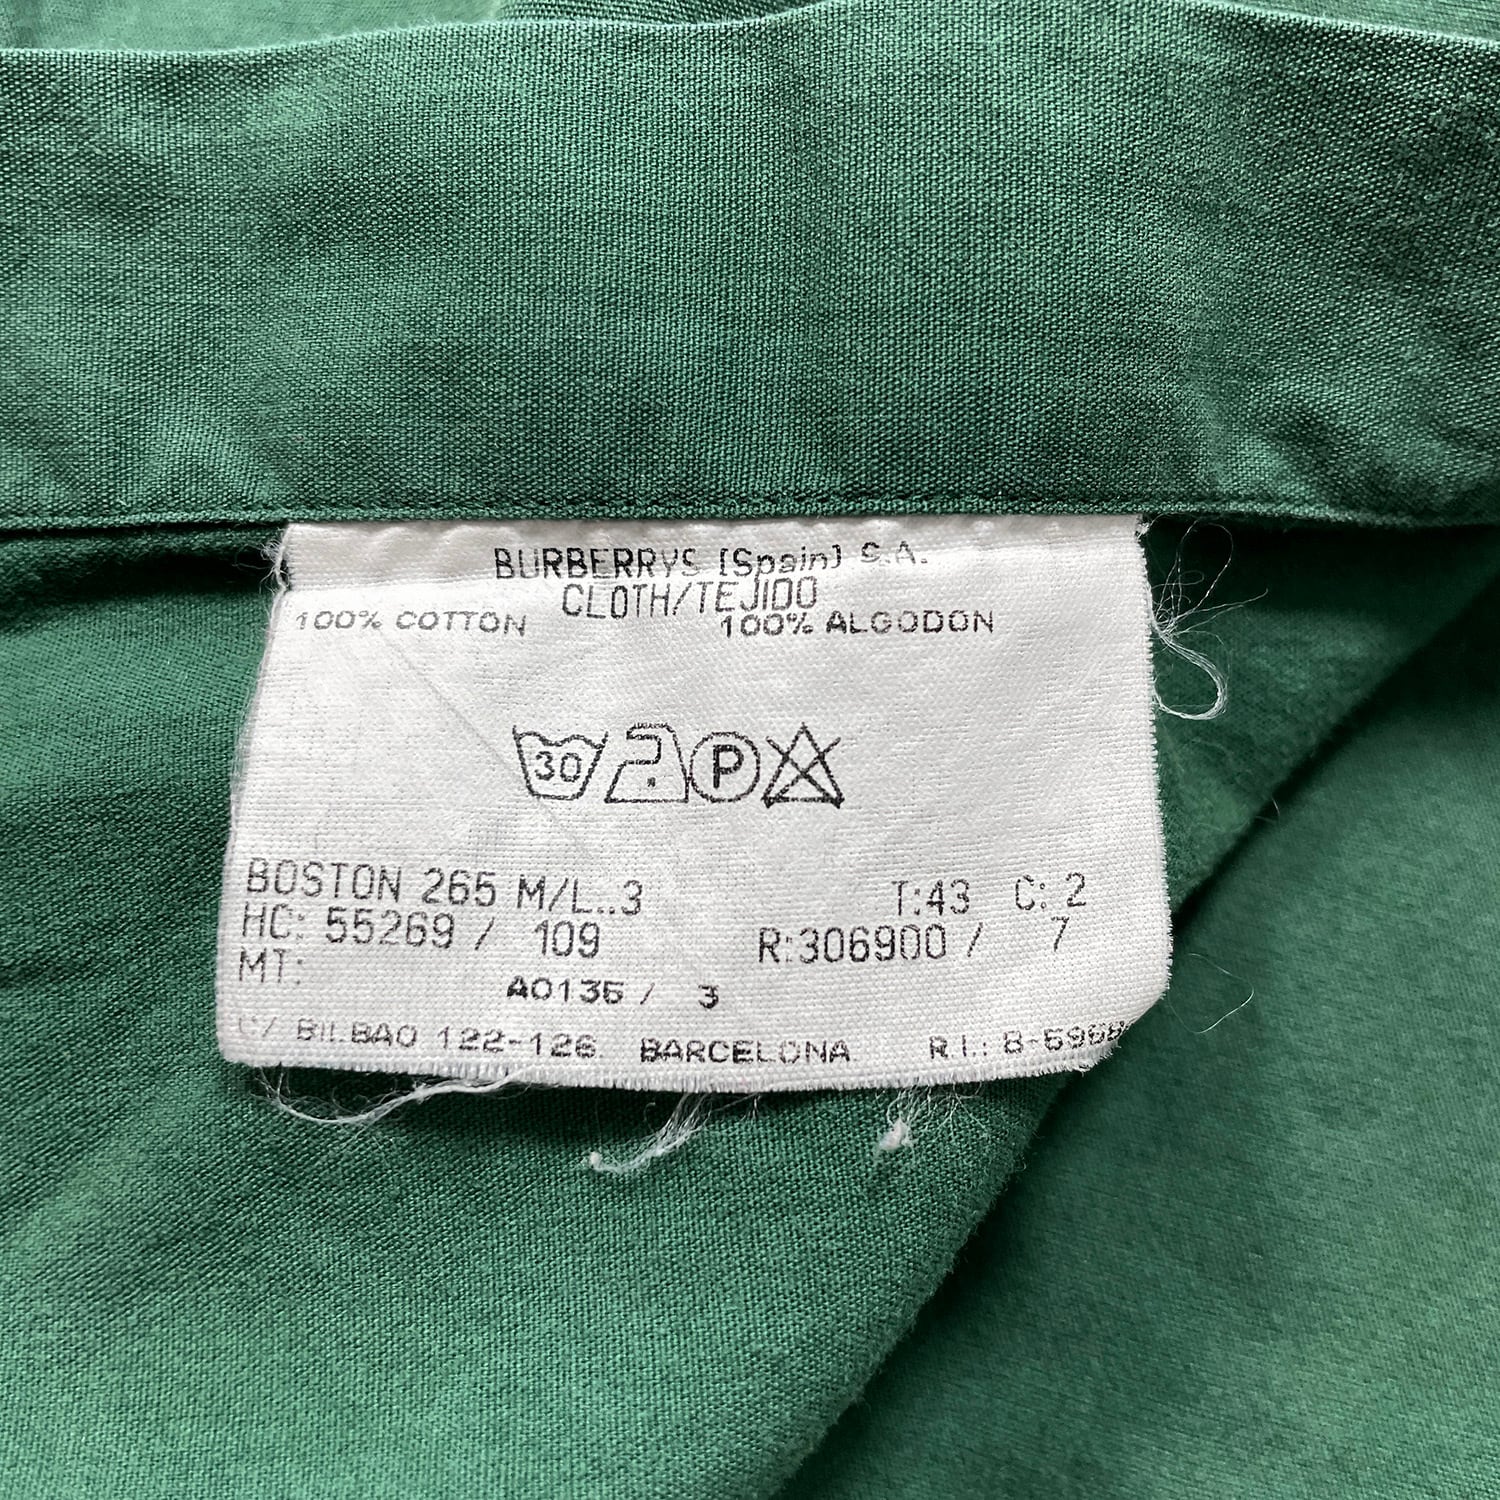 BURBERRYS (Spain) S.A.
CLOTH/TEJIDO
100% COTTON 100% ALGODON
30 P
BOSTON 265 M/L..3 T:43 C: 2
HC: 55269 / 109 R:306900 / 7
MT:
A0135 / 3
C/ BILBAO 122-126. BARCELONA. R.I.: